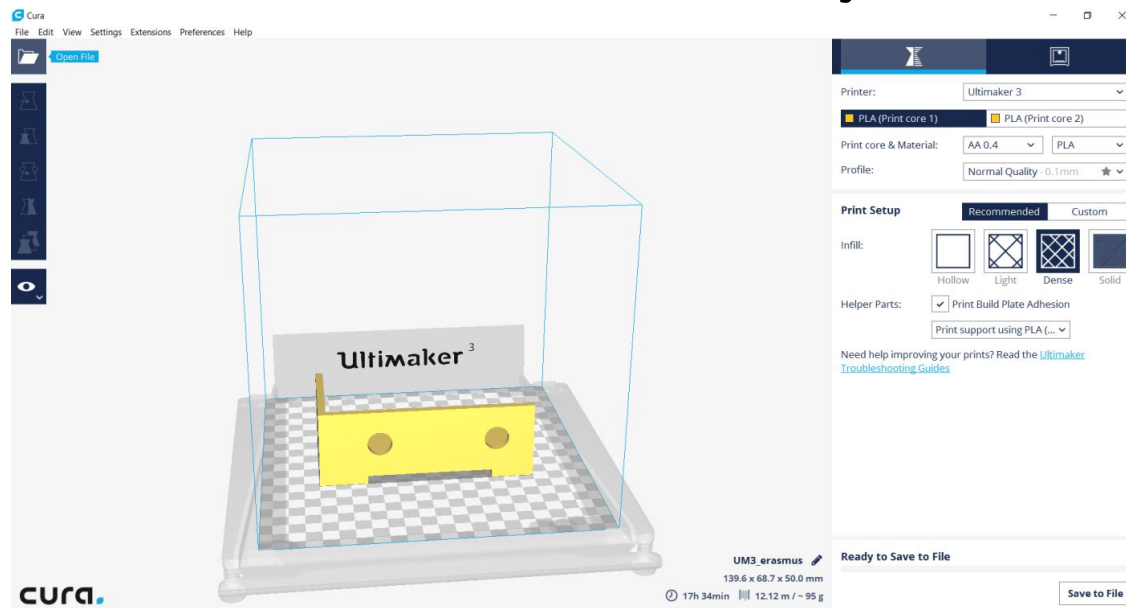 Cura
File Edit View Settings Extensions Preferences Help
Open File
Printer: Ultimaker 3
PLA (Print core 1) PLA (Print core 2)
Print core & Material: AA 0.4 PLA
Profile: Normal Quality - 0.1mm
Print Setup Recommended Custom
Infill:
Hollow Light Dense Solid
Helper Parts: Print Build Plate Adhesion
Print support using PLA (...
Need help improving your prints? Read the Ultimaker
Troubleshooting Guides
Ultimaker 3
UM3_erasmus
139.6 x 68.7 x 50.0 mm
17h 34min 12.12 m / ~ 95 g
Ready to Save to File
Save to File
cura.